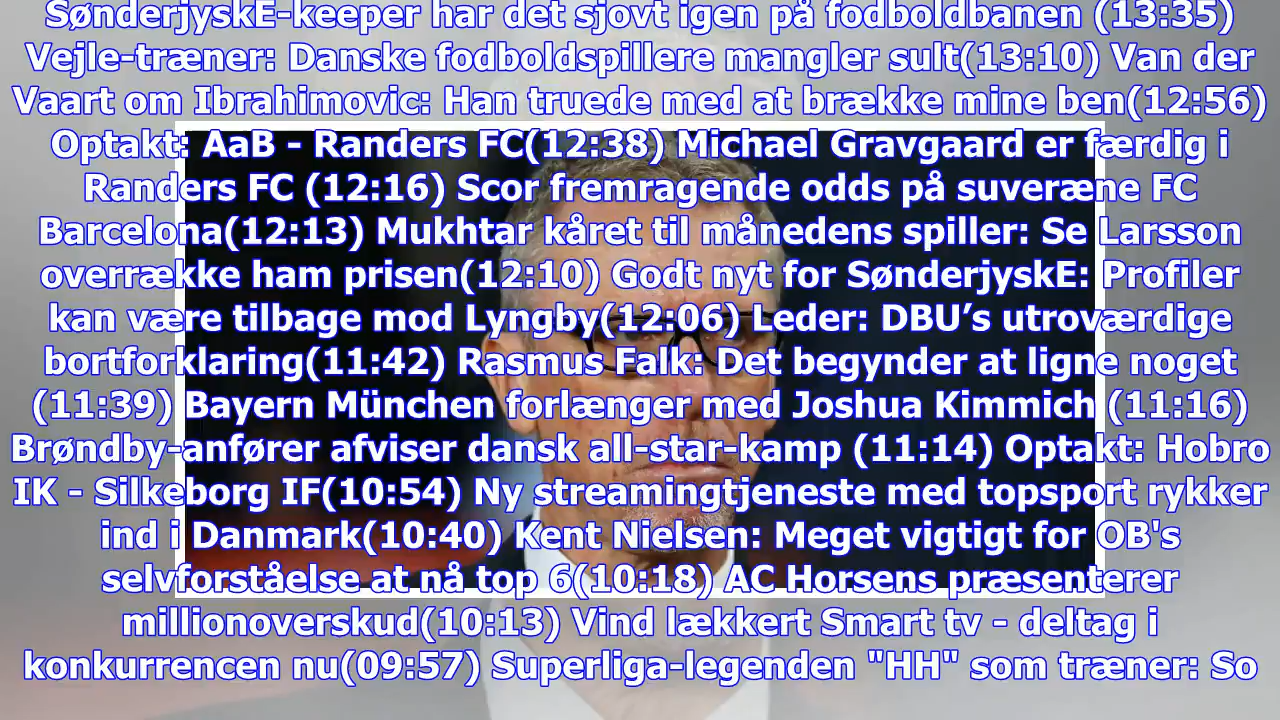 SønderjyskE-keeper har det sjovt igen på fodboldbanen (13:35)
Vejle-træner: Danske fodboldspillere mangler sult(13:10) Van der
Vaart om Ibrahimovic: Han truede med at brække mine ben(12:56)
Optakt: AaB - Randers FC(12:38) Michael Gravgaard er færdig i
Randers FC (12:16) Scor fremragende odds på suveræne FC
Barcelona(12:13) Mukhtar kåret til månedens spiller: Se Larsson
overrække ham prisen(12:10) Godt nyt for SønderjyskE: Profiler
kan være tilbage mod Lyngby(12:06) Leder: DBU’s utroværdige
bortforklaring(11:42) Rasmus Falk: Det begynder at ligne noget
(11:39) Bayern München forlænger med Joshua Kimmich (11:16)
Brøndby-anfører afviser dansk all-star-kamp (11:14) Optakt: Hobro
IK - Silkeborg IF(10:54) Ny streamingtjeneste med topsport rykker
ind i Danmark(10:40) Kent Nielsen: Meget vigtigt for OB's
selvforståelse at nå top 6(10:18) AC Horsens præsenterer
millionoverskud(10:13) Vind lækkert Smart tv - deltag i
konkurrencen nu(09:57) Superliga-legenden "HH" som træner: So